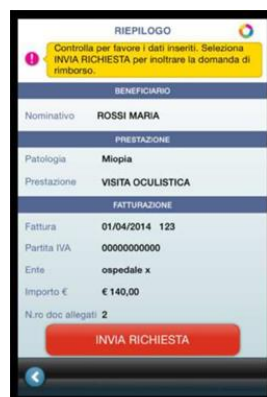 RIEPILOGO
Controlla per favore i dati inseriti. Seleziona
INVIA RICHIESTA per inoltrare la domanda di
rimborso.
BENEFICIARIO
Nominativo ROSSI MARIA
PRESTAZIONE
Patologia Miopia
Prestazione VISITA OCULISTICA
FATTURAZIONE
Fattura 01/04/2014 123
Partita IVA 00000000000
Ente ospedale x
Importo € € 140,00
N.ro doc allegati 2
INVIA RICHIESTA